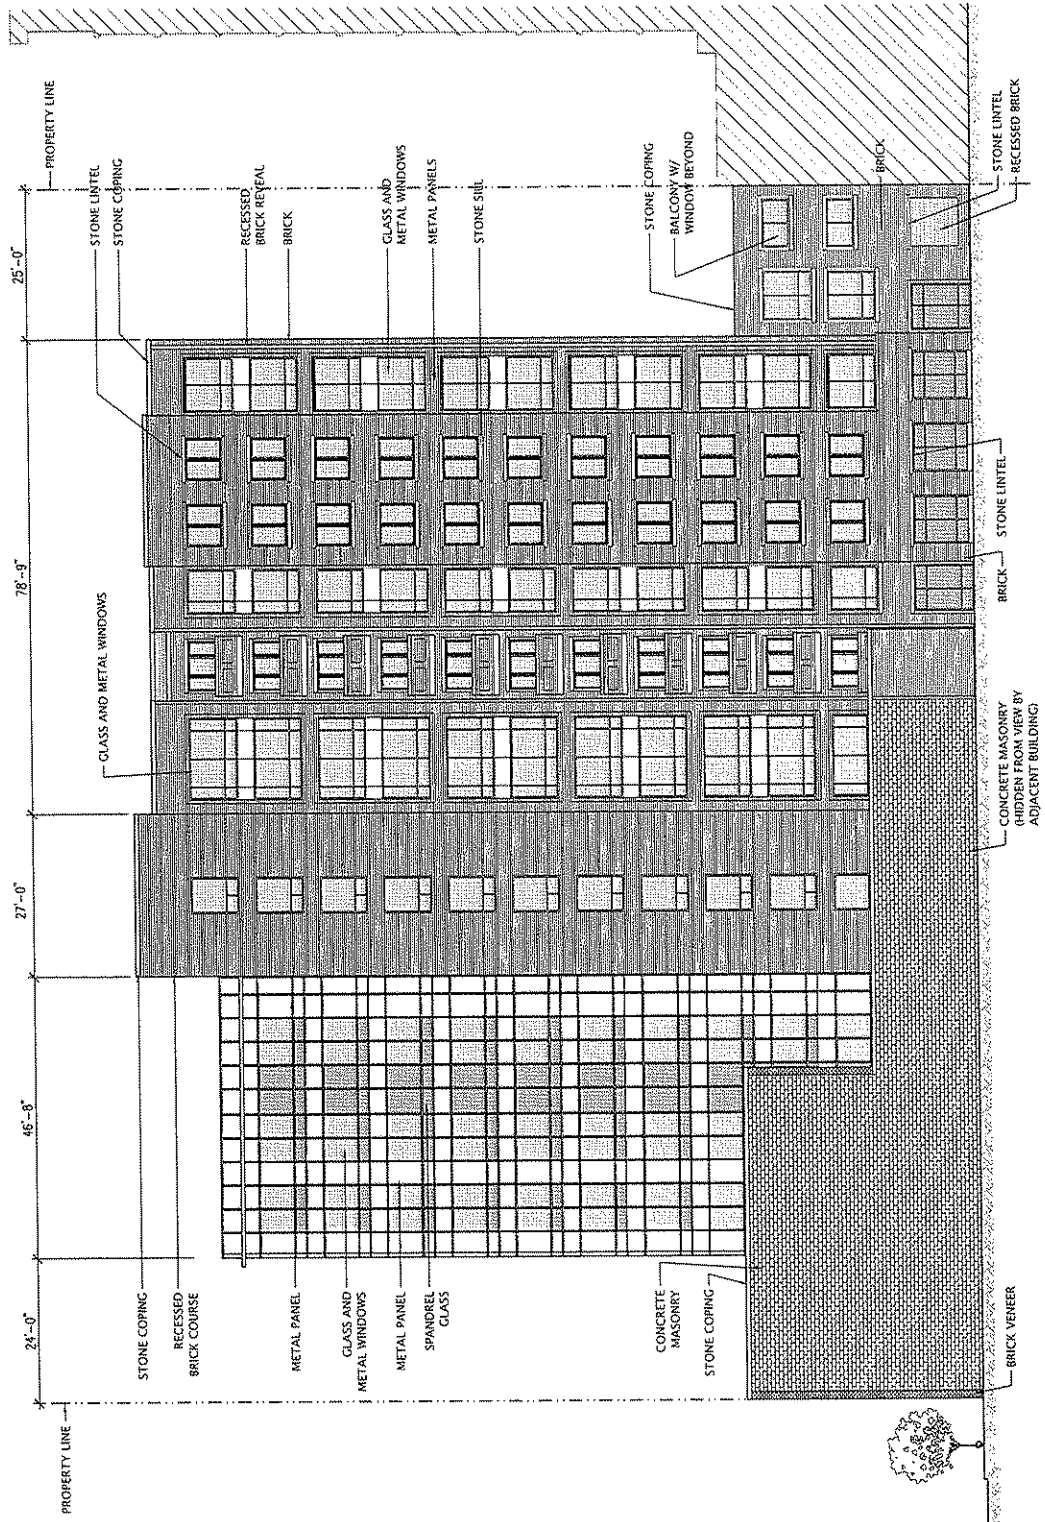 PROPERTY LINE
24'-0"
46'-8"
27'-0"
78'-9"
25'-0"
PROPERTY LINE
STONE COPING
RECESSED
BRICK COURSE
METAL PANEL
GLASS AND
METAL WINDOWS
METAL PANEL
SPANDREL
GLASS
CONCRETE
MASONRY
STONE COPING
BRICK VENEER
GLASS AND METAL WINDOWS
STONE LINTEL
STONE COPING
RECESSED
BRICK REVEAL
BRICK
GLASS AND
METAL WINDOWS
METAL PANELS
STONE SILL
STONE COPING
BALCONY W/
WINDOW BEYOND
BRICK
STONE LINTEL
RECESSED BRICK
CONCRETE MASONRY
(HIDDEN FROM VIEW BY
ADJACENT BUILDING)
BRICK
STONE LINTEL